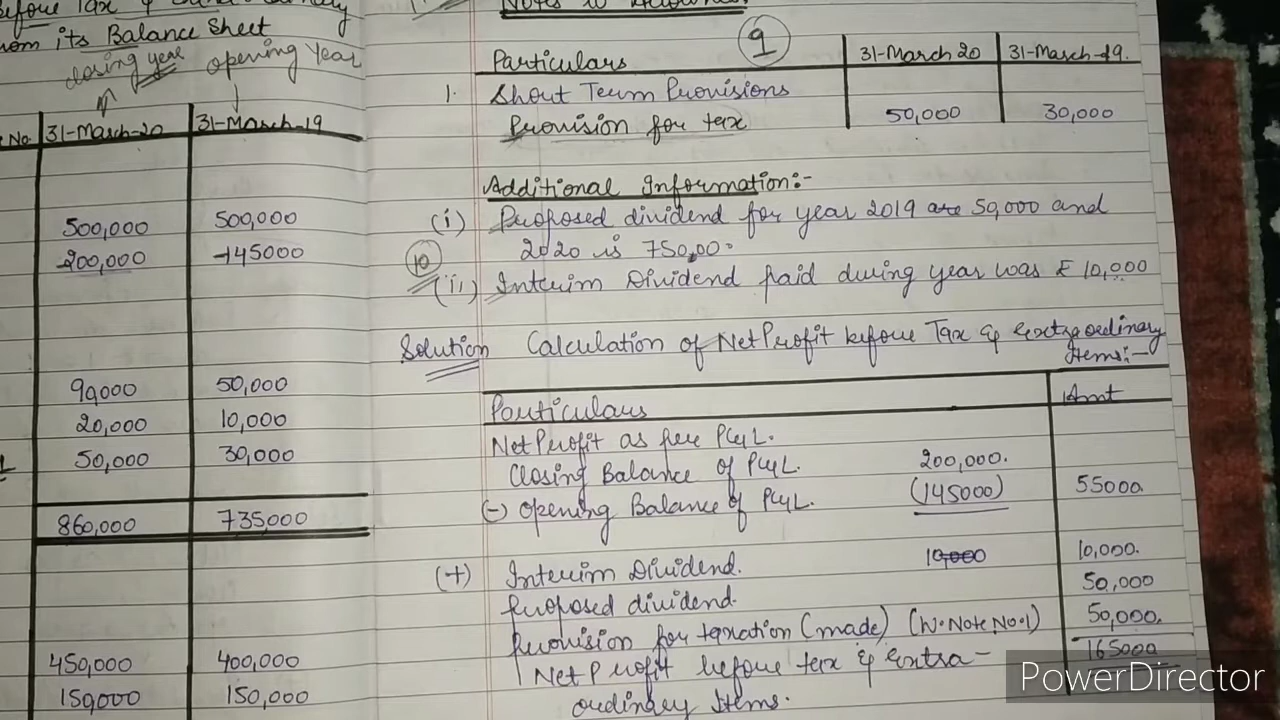 before Tax &
from its Balance Sheet
closing year opening Year
No. 31-March-20 31-March-19
500,000 500,000
200,000 145000
90,000 50,000
20,000 10,000
50,000 30,000
860,000 735,000
450,000 400,000
150,000 150,000
Notes to
9
Particulars 31-March 20 31-March-19.
1. Short Term Provisions
Provision for tax 50,000 30,000
Additional Information:-
(i) Proposed dividend for year 2019 are 50,000 and
2020 is 750,00.
10
(ii) Interim Dividend paid during year was ₹ 10,000
Solution Calculation of Net Profit before Tax & Extraordinary
Items:-
Particulars Amt
Net Profit as per P&L.
Closing Balance of P&L. 200,000.
(-) Opening Balance of P&L. (145000) 55000.
(+) Interim Dividend. 10,000 10,000.
Proposed dividend. 50,000
Provision for taxation (made) (W. Note No.1) 50,000.
Net Profit before tax & extra- 165000
ordinary Items.
PowerDirector